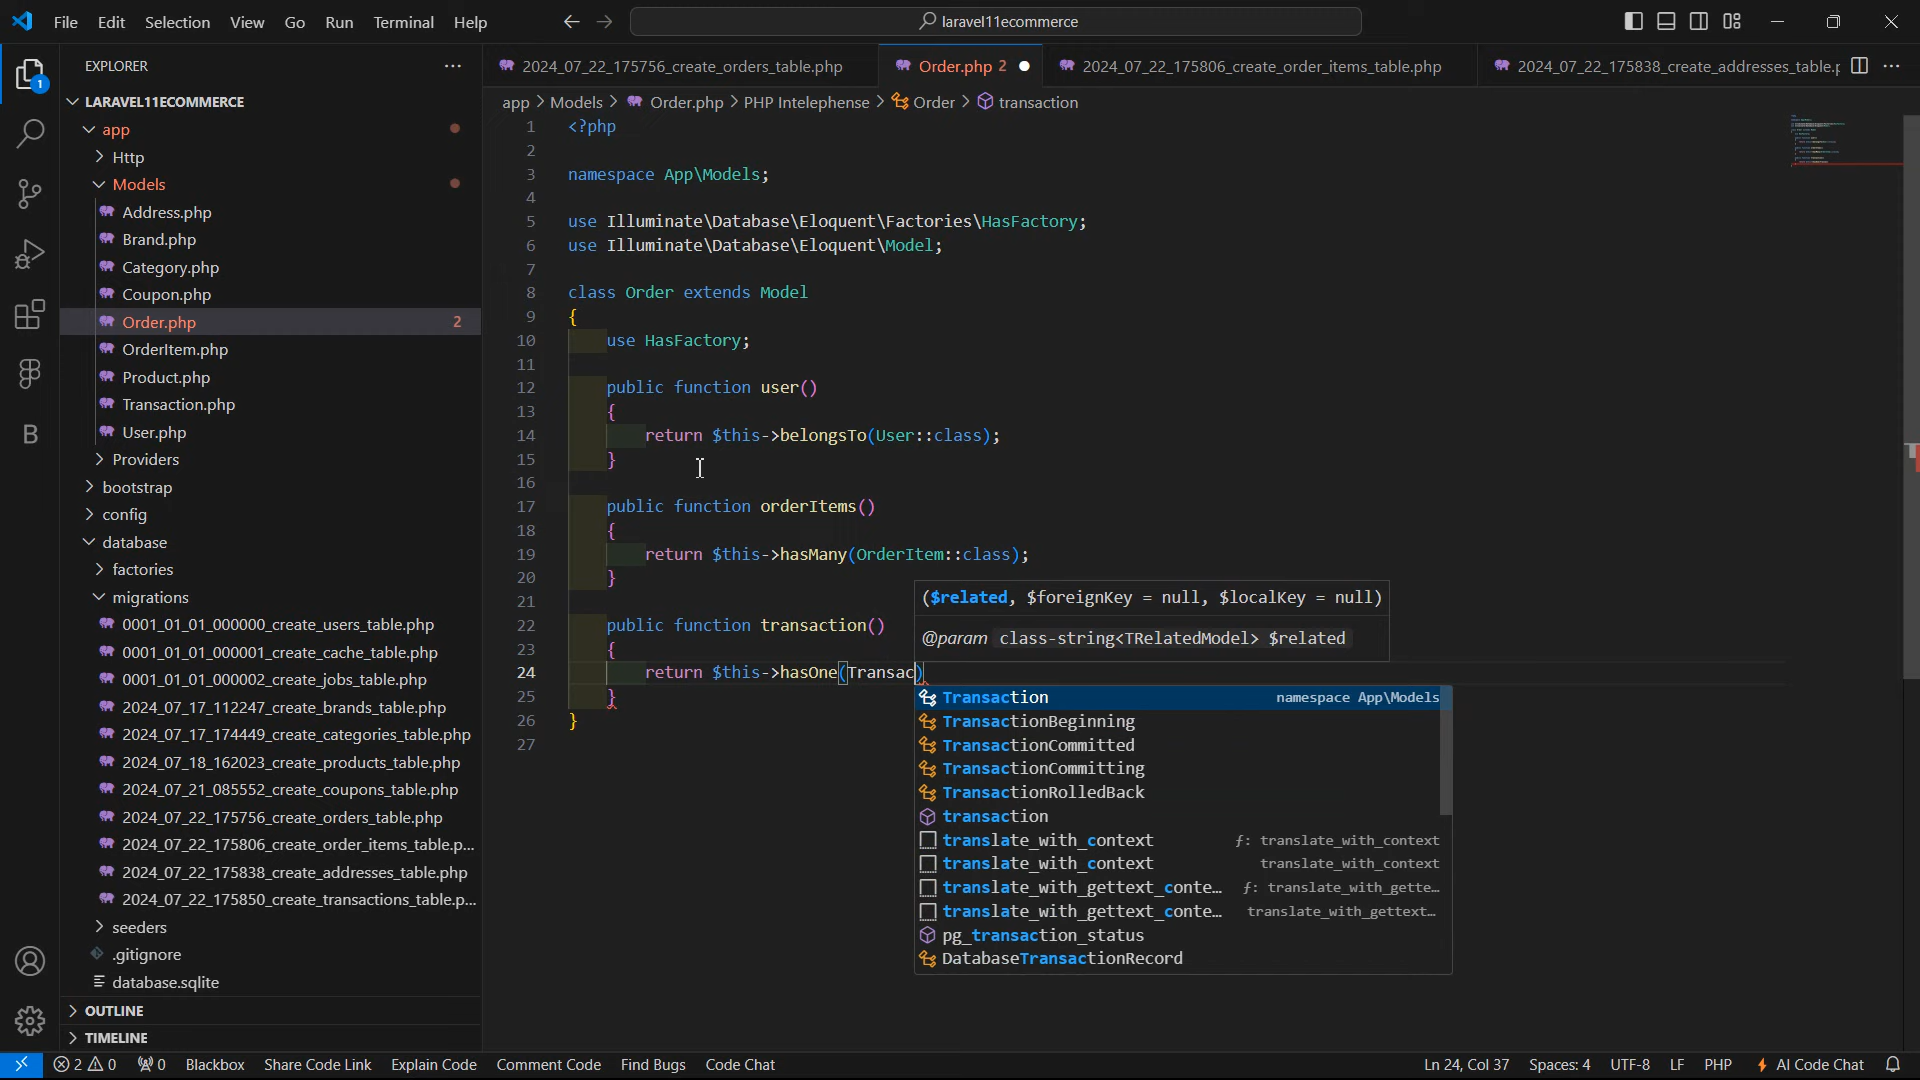 File Edit Selection View Go Run Terminal Help laravel11ecommerce
EXPLORER
LARAVEL11ECOMMERCE
app
Http
Models
Address.php
Brand.php
Category.php
Coupon.php
Order.php 2
OrderItem.php
Product.php
Transaction.php
User.php
Providers
bootstrap
config
database
factories
migrations
0001_01_01_000000_create_users_table.php
0001_01_01_000001_create_cache_table.php
0001_01_01_000002_create_jobs_table.php
2024_07_17_112247_create_brands_table.php
2024_07_17_174449_create_categories_table.php
2024_07_18_162023_create_products_table.php
2024_07_21_085552_create_coupons_table.php
2024_07_22_175756_create_orders_table.php
2024_07_22_175806_create_order_items_table.p...
2024_07_22_175838_create_addresses_table.php
2024_07_22_175850_create_transactions_table.p...
seeders
.gitignore
database.sqlite
OUTLINE
TIMELINE
2024_07_22_175756_create_orders_table.php Order.php 2 2024_07_22_175806_create_order_items_table.php 2024_07_22_175838_create_addresses_table.p
app > Models > Order.php > PHP Intelephense > Order > transaction
1 <?php
2
3 namespace App\Models;
4
5 use Illuminate\Database\Eloquent\Factories\HasFactory;
6 use Illuminate\Database\Eloquent\Model;
7
8 class Order extends Model
9 {
10 use HasFactory;
11
12 public function user()
13 {
14 return $this->belongsTo(User::class);
15 }
16
17 public function orderItems()
18 {
19 return $this->hasMany(OrderItem::class);
20 }
21
22 public function transaction()
23 {
24 return $this->hasOne(Transac)
25 }
26 }
27
($related, $foreignKey = null, $localKey = null)
@param class-string<TRelatedModel> $related
Transaction namespace App\Models
TransactionBeginning
TransactionCommitted
TransactionCommitting
TransactionRolledBack
transaction
translate_with_context f: translate_with_context
translate_with_context translate_with_context
translate_with_gettext_conte... f: translate_with_gette...
translate_with_gettext_conte... translate_with_gettext...
pg_transaction_status
DatabaseTransactionRecord
2 0 0 Blackbox Share Code Link Explain Code Comment Code Find Bugs Code Chat Ln 24, Col 37 Spaces: 4 UTF-8 LF PHP AI Code Chat